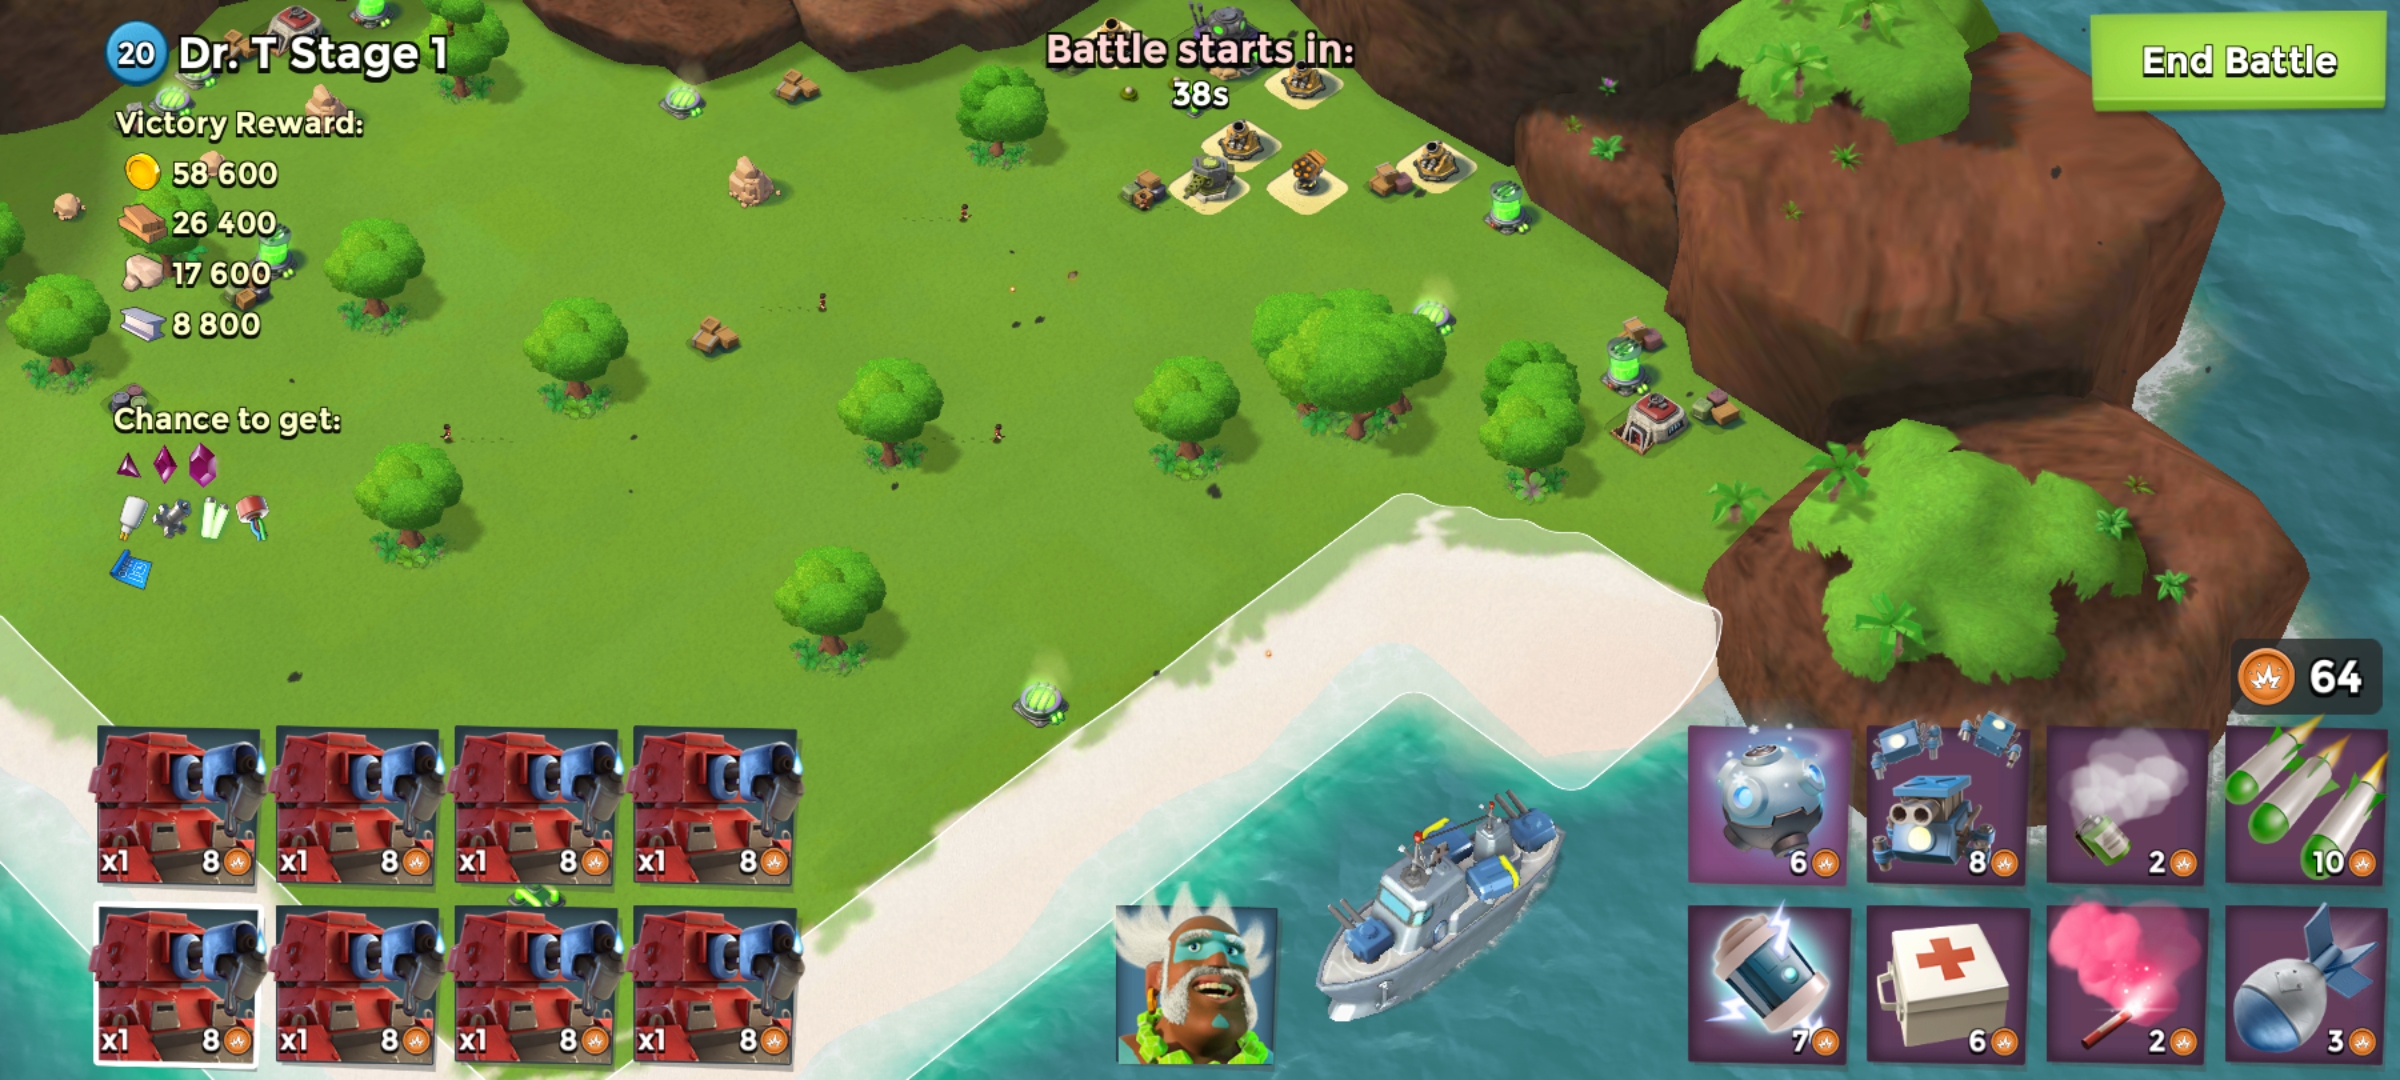 20 Dr. T Stage 1
Victory Reward:
58 600
26 400
17 600
8 800
Chance to get:
Battle starts in:
38s
End Battle
64
x1 8
x1 8
x1 8
x1 8
6
8
2
10
x1 8
x1 8
x1 8
x1 8
7
6
2
3